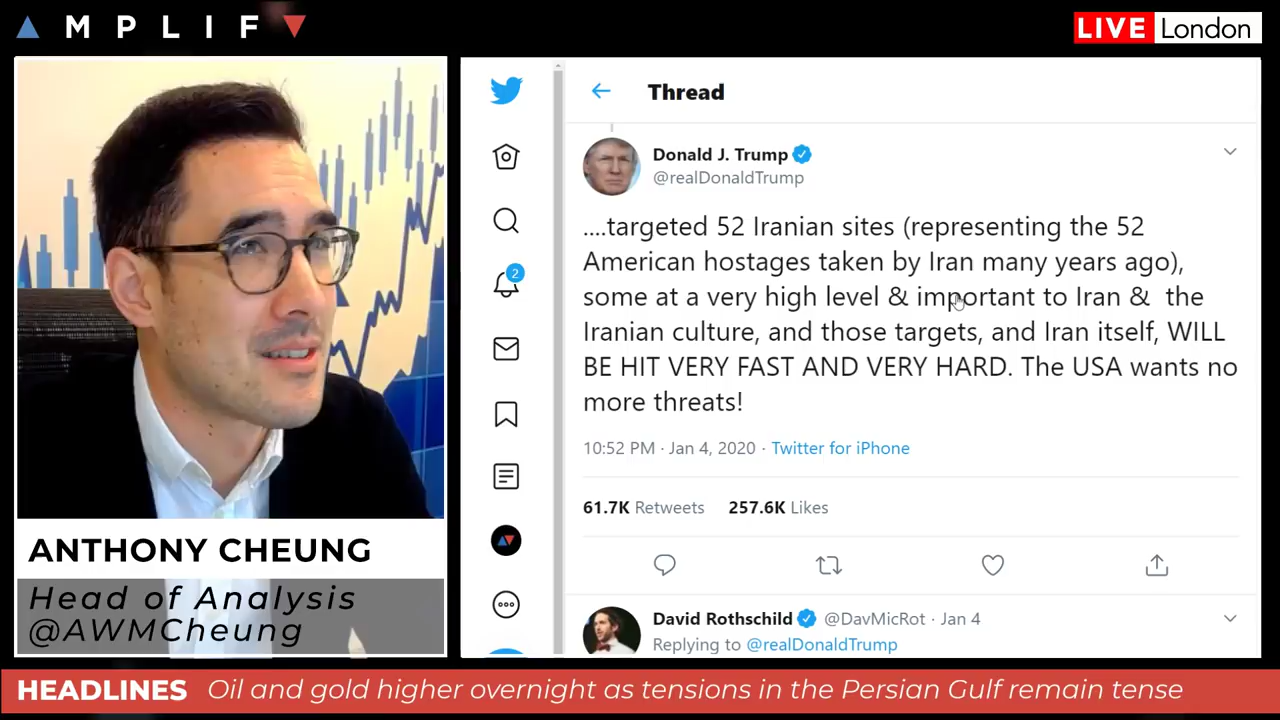 AMPLIFY
LIVE London
Thread
Donald J. Trump
@realDonaldTrump
....targeted 52 Iranian sites (representing the 52
American hostages taken by Iran many years ago),
some at a very high level & important to Iran & the
Iranian culture, and those targets, and Iran itself, WILL
BE HIT VERY FAST AND VERY HARD. The USA wants no
more threats!
10:52 PM · Jan 4, 2020 · Twitter for iPhone
61.7K Retweets 257.6K Likes
2
David Rothschild @DavMicRot · Jan 4
Replying to @realDonaldTrump
ANTHONY CHEUNG
Head of Analysis
@AWMCheung
HEADLINES Oil and gold higher overnight as tensions in the Persian Gulf remain tense